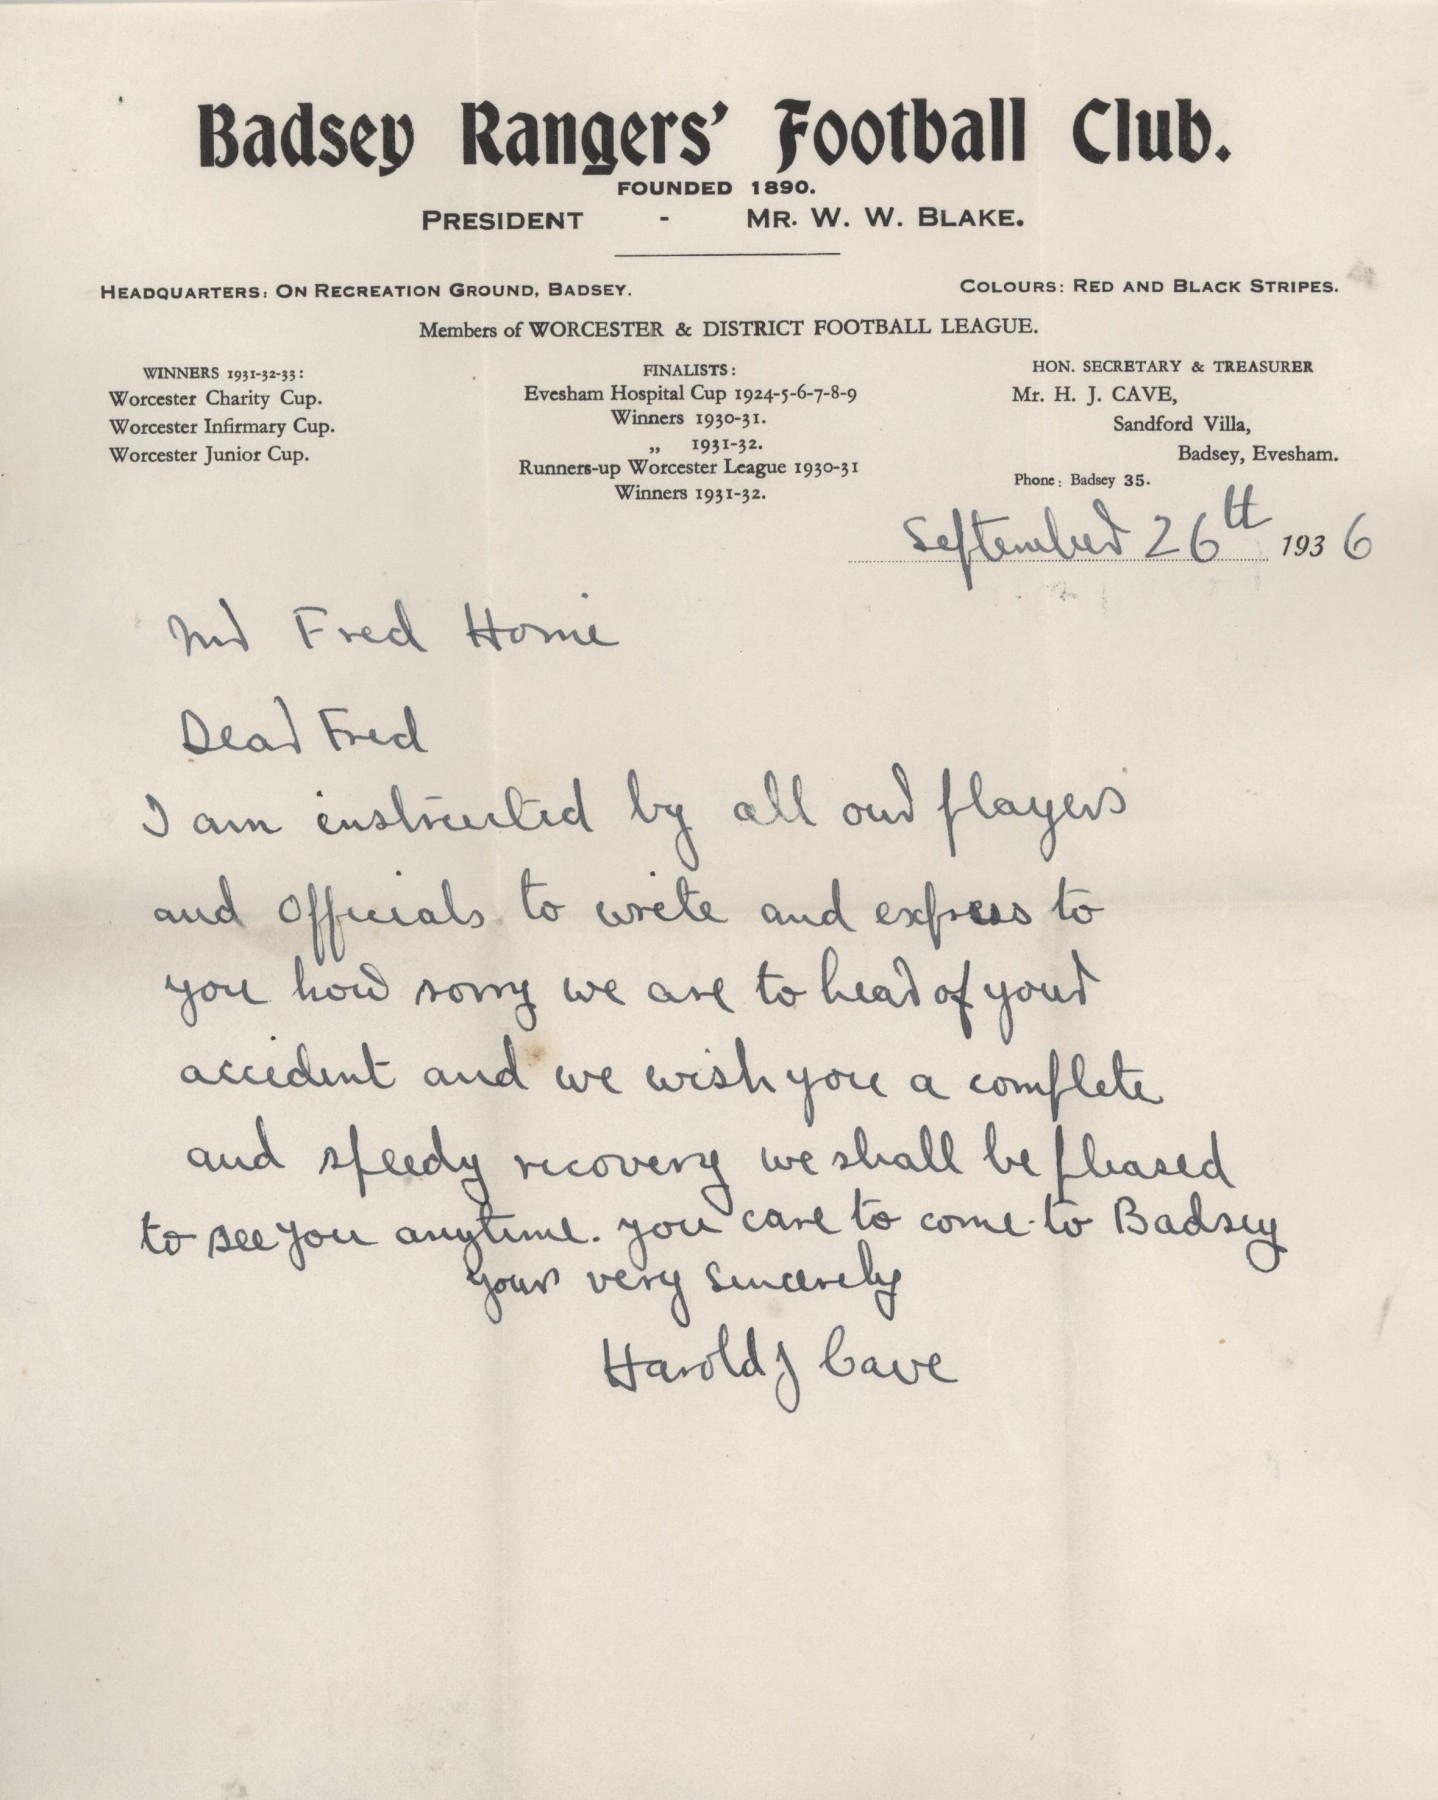 Badsey Rangers' Football Club.
FOUNDED 1890.
PRESIDENT - MR. W. W. BLAKE.
HEADQUARTERS: ON RECREATION GROUND, BADSEY.
COLOURS: RED AND BLACK STRIPES.
Members of WORCESTER & DISTRICT FOOTBALL LEAGUE.
WINNERS 1931-32-33:
Worcester Charity Cup.
Worcester Infirmary Cup.
Worcester Junior Cup.
FINALISTS:
Evesham Hospital Cup 1924-5-6-7-8-9
Winners 1930-31.
„ 1931-32.
Runners-up Worcester League 1930-31
Winners 1931-32.
HON. SECRETARY & TREASURER
Mr. H. J. CAVE,
Sandford Villa,
Badsey, Evesham.
Phone: Badsey 35.
September 26th 1936
Mr Fred Horne
Dear Fred
I am instructed by all our players
and Officials to write and express to
you how sorry we are to hear of your
accident and we wish you a complete
and speedy recovery we shall be pleased
to see you anytime. you care to come to Badsey
Yours very sincerely
Harold J Cave